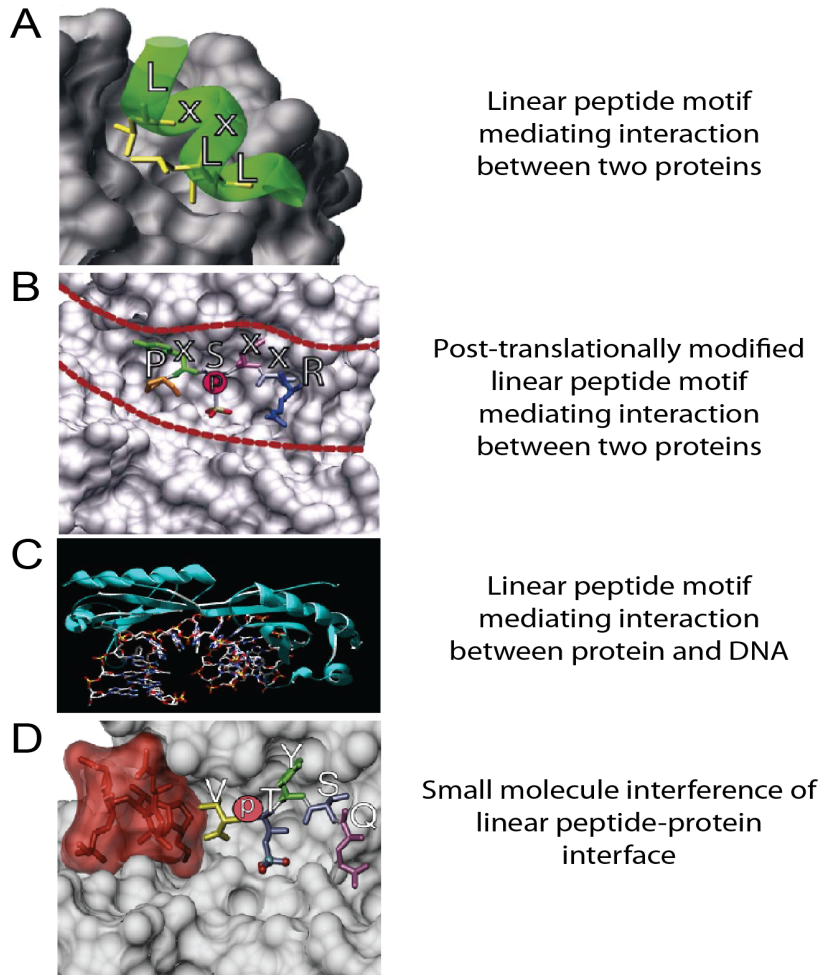 A
L
x
x
L
L
Linear peptide motif
mediating interaction
between two proteins
B
P x S x x R
p
Post-translationally modified
linear peptide motif
mediating interaction
between two proteins
C
Linear peptide motif
mediating interaction
between protein and DNA
D
V p T Y S Q
Small molecule interference of
linear peptide-protein
interface